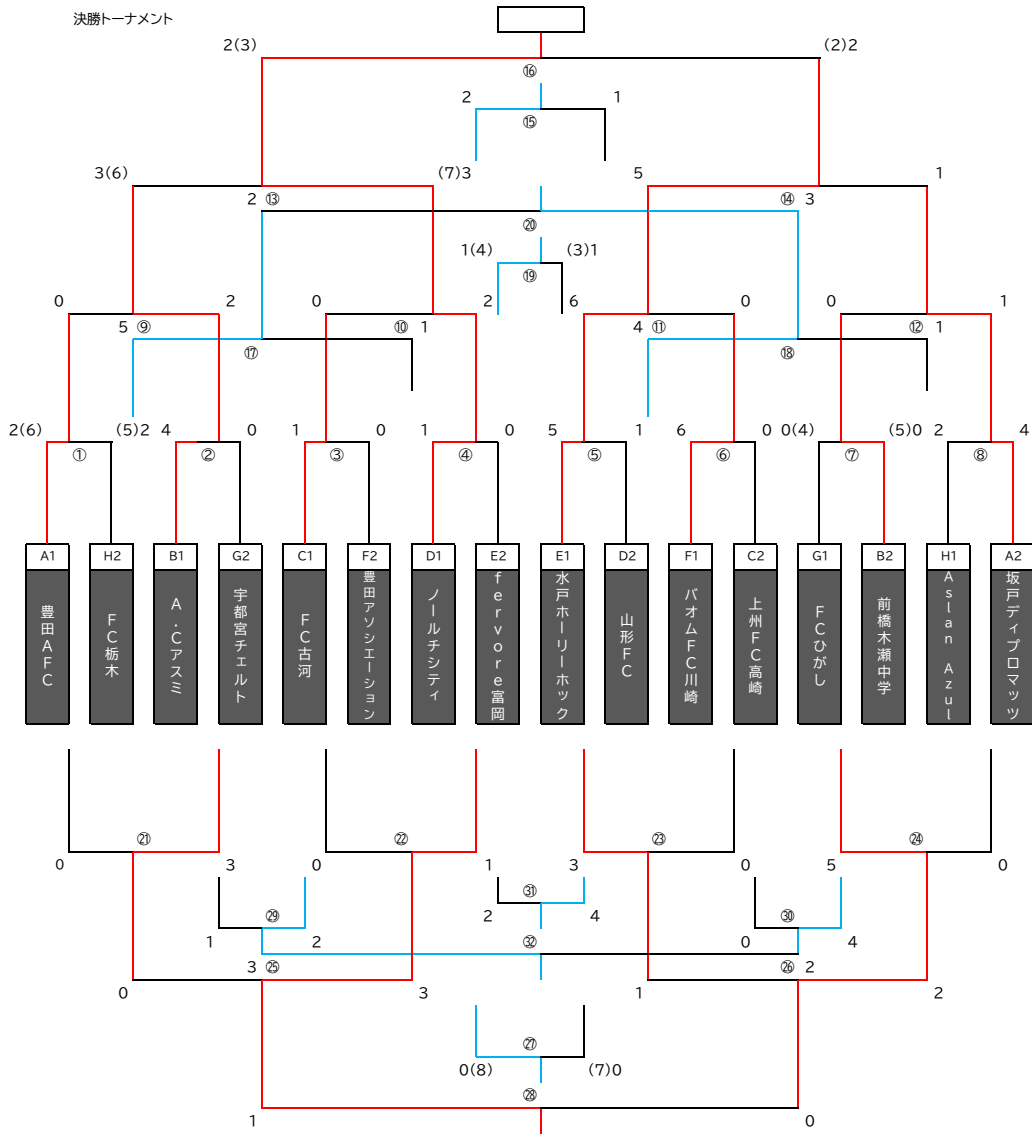 決勝トーナメント
2(3) (2)2
⑯
2 1
⑮
3(6) (7)3 5 1
2 ⑬ ⑭ 3
⑳
1(4) (3)1
⑲
0 2 0 2 6 0 0 1
5 ⑨ ⑩ 1 4 ⑪ ⑫ 1
⑰ ⑱
2(6) (5)2 4 0 1 0 1 0 5 1 6 0 0(4) (5)0 2 4
① ② ③ ④ ⑤ ⑥ ⑦ ⑧
A1 H2 B1 G2 C1 F2 D1 E2 E1 D2 F1 C2 G1 B2 H1 A2
豊田AFC
FC栃木
A・Cアスミ
宇都宮チェルト
FC古河
豊田アソシエーション
ノールチシティ
fervore富岡
水戸ホーリーホック
山形FC
バオムFC川崎
上州FC高崎
FCひがし
前橋木瀬中学
Aslan Azul
坂戸ディプロマッツ
㉑ ㉒ ㉓ ㉔
0 3 0 1 3 0 5 0
㉙ ㉛ ㉚
1 2 2 4 0 4
㉜
3 ㉕ ㉖ 2
0 3 1 2
㉗
0(8) (7)0
㉘
1 0